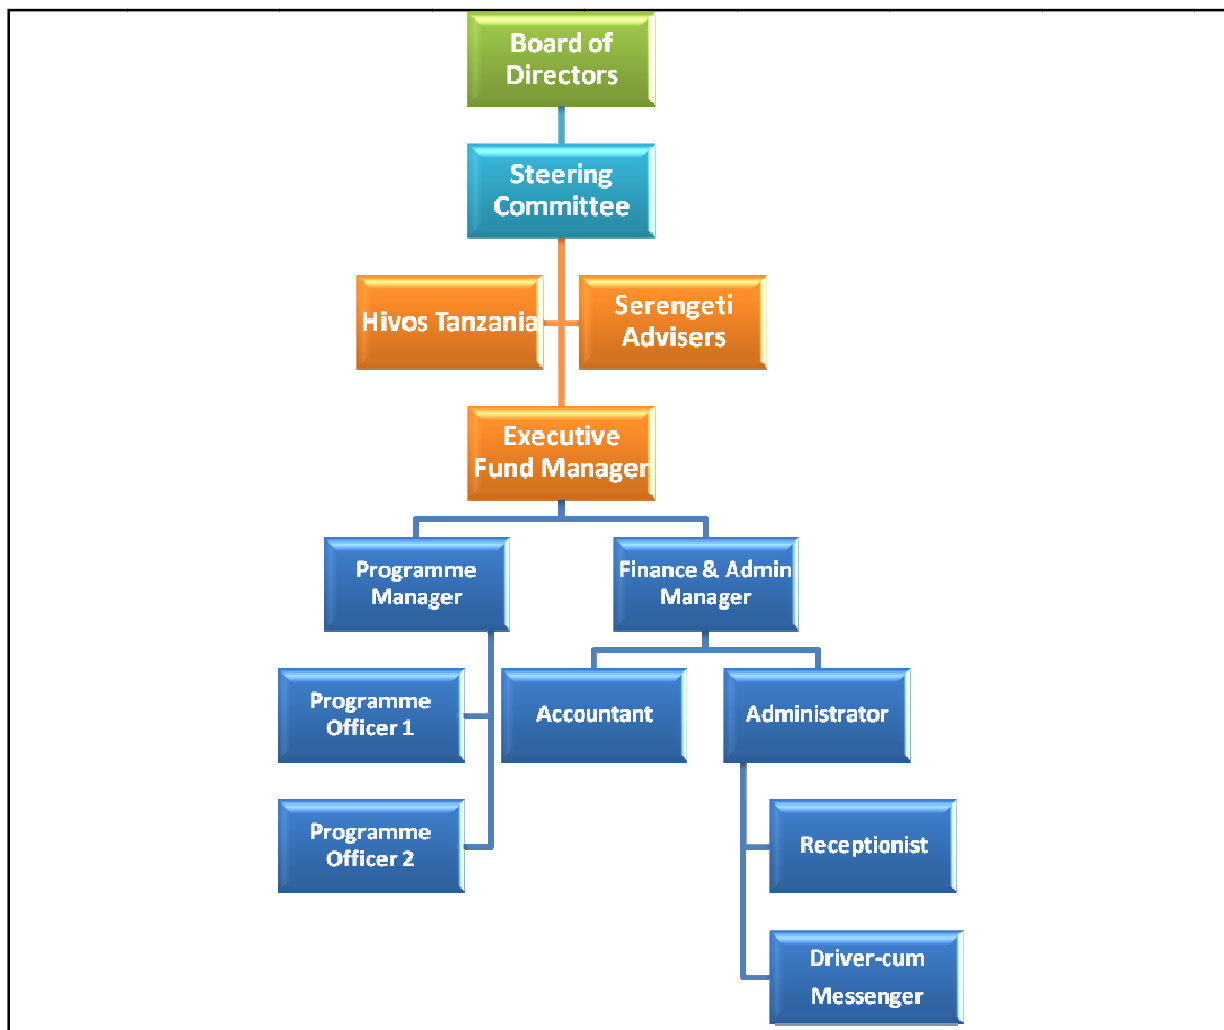 Board of
Directors
Steering
Committee
Hivos Tanzania
Serengeti
Advisers
Executive
Fund Manager
Programme
Manager
Finance & Admin
Manager
Programme
Officer 1
Accountant
Administrator
Programme
Officer 2
Receptionist
Driver-cum
Messenger